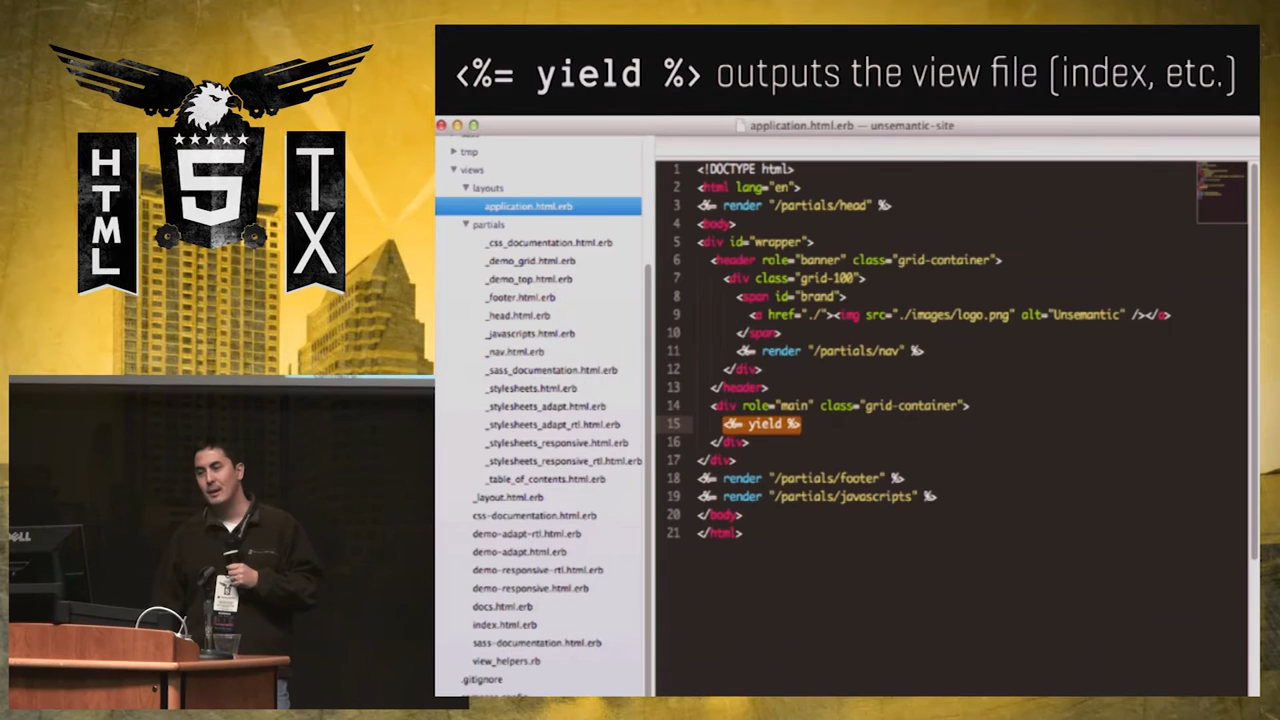 HTML
5
TX
DELL
<%= yield %> outputs the view file (index, etc.)
application.html.erb — unsemantic-site
tmp
views
layouts
application.html.erb
partials
_css_documentation.html.erb
_demo_grid.html.erb
_demo_top.html.erb
_footer.html.erb
_head.html.erb
_javascripts.html.erb
_nav.html.erb
_sass_documentation.html.erb
_stylesheets.html.erb
_stylesheets_adapt.html.erb
_stylesheets_adapt_rtl.html.erb
_stylesheets_responsive.html.erb
_stylesheets_responsive_rtl.html.erb
_table_of_contents.html.erb
_layout.html.erb
css-documentation.html.erb
demo-adapt-rtl.html.erb
demo-adapt.html.erb
demo-responsive-rtl.html.erb
demo-responsive.html.erb
docs.html.erb
index.html.erb
sass-documentation.html.erb
view_helpers.rb
.gitignore
1 <!DOCTYPE html>
2 <html lang="en">
3 <%= render "/partials/head" %>
4 <body>
5 <div id="wrapper">
6 <header role="banner" class="grid-container">
7 <div class="grid-100">
8 <span id="brand">
9 <a href="./"><img src="./images/logo.png" alt="Unsemantic" /></a>
10 </span>
11 <%= render "/partials/nav" %>
12 </div>
13 </header>
14 <div role="main" class="grid-container">
15 <%= yield %>
16 </div>
17 </div>
18 <%= render "/partials/footer" %>
19 <%= render "/partials/javascripts" %>
20 </body>
21 </html>